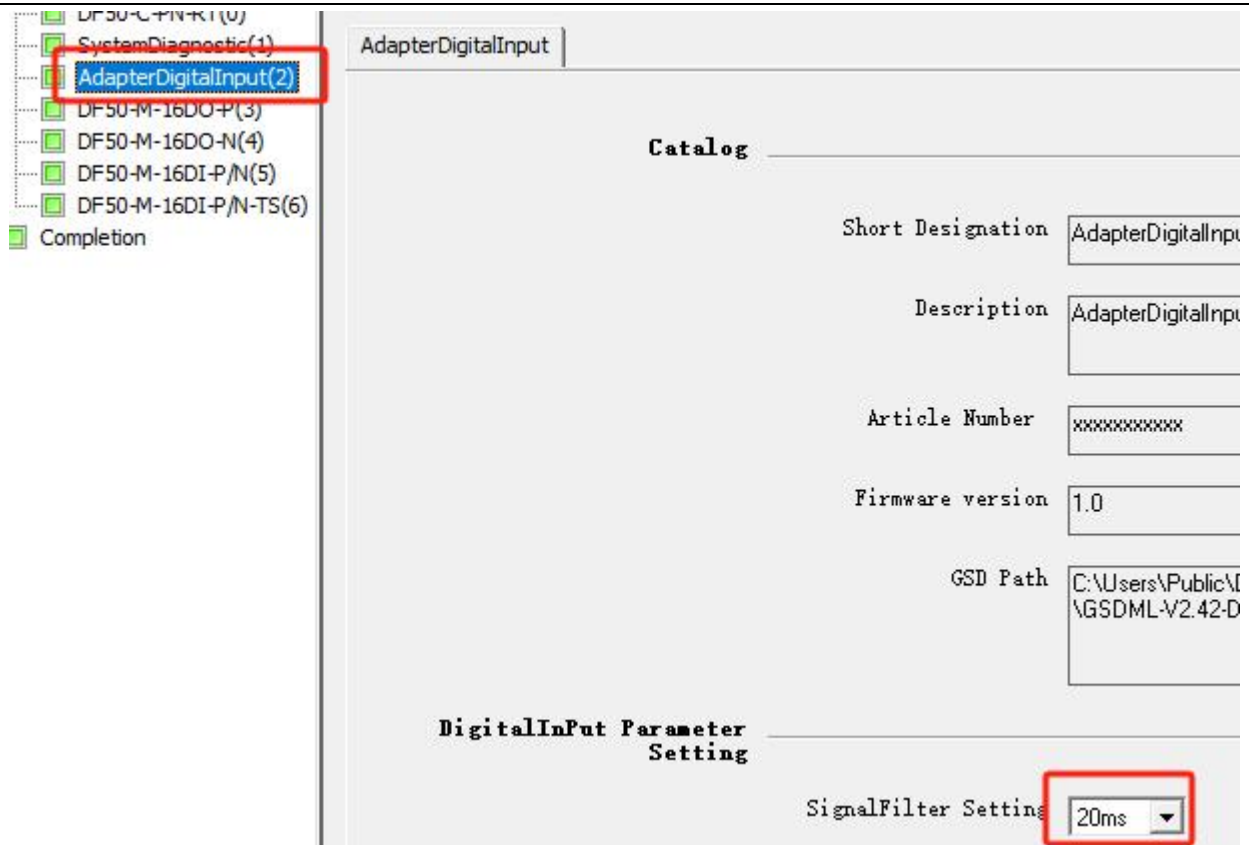 DF50-C-PN-RT(0)
SystemDiagnostic(1)
AdapterDigitalInput(2)
DF50-M-16DO-P(3)
DF50-M-16DO-N(4)
DF50-M-16DI-P/N(5)
DF50-M-16DI-P/N-TS(6)
Completion
AdapterDigitalInput
Catalog
Short Designation
AdapterDigitalInpu
Description
AdapterDigitalInpu
Article Number
xxxxxxxxxxx
Firmware version
1.0
GSD Path
C:\Users\Public\D
\GSDML-V2.42-D
DigitalInPut Parameter
Setting
SignalFilter Setting
20ms